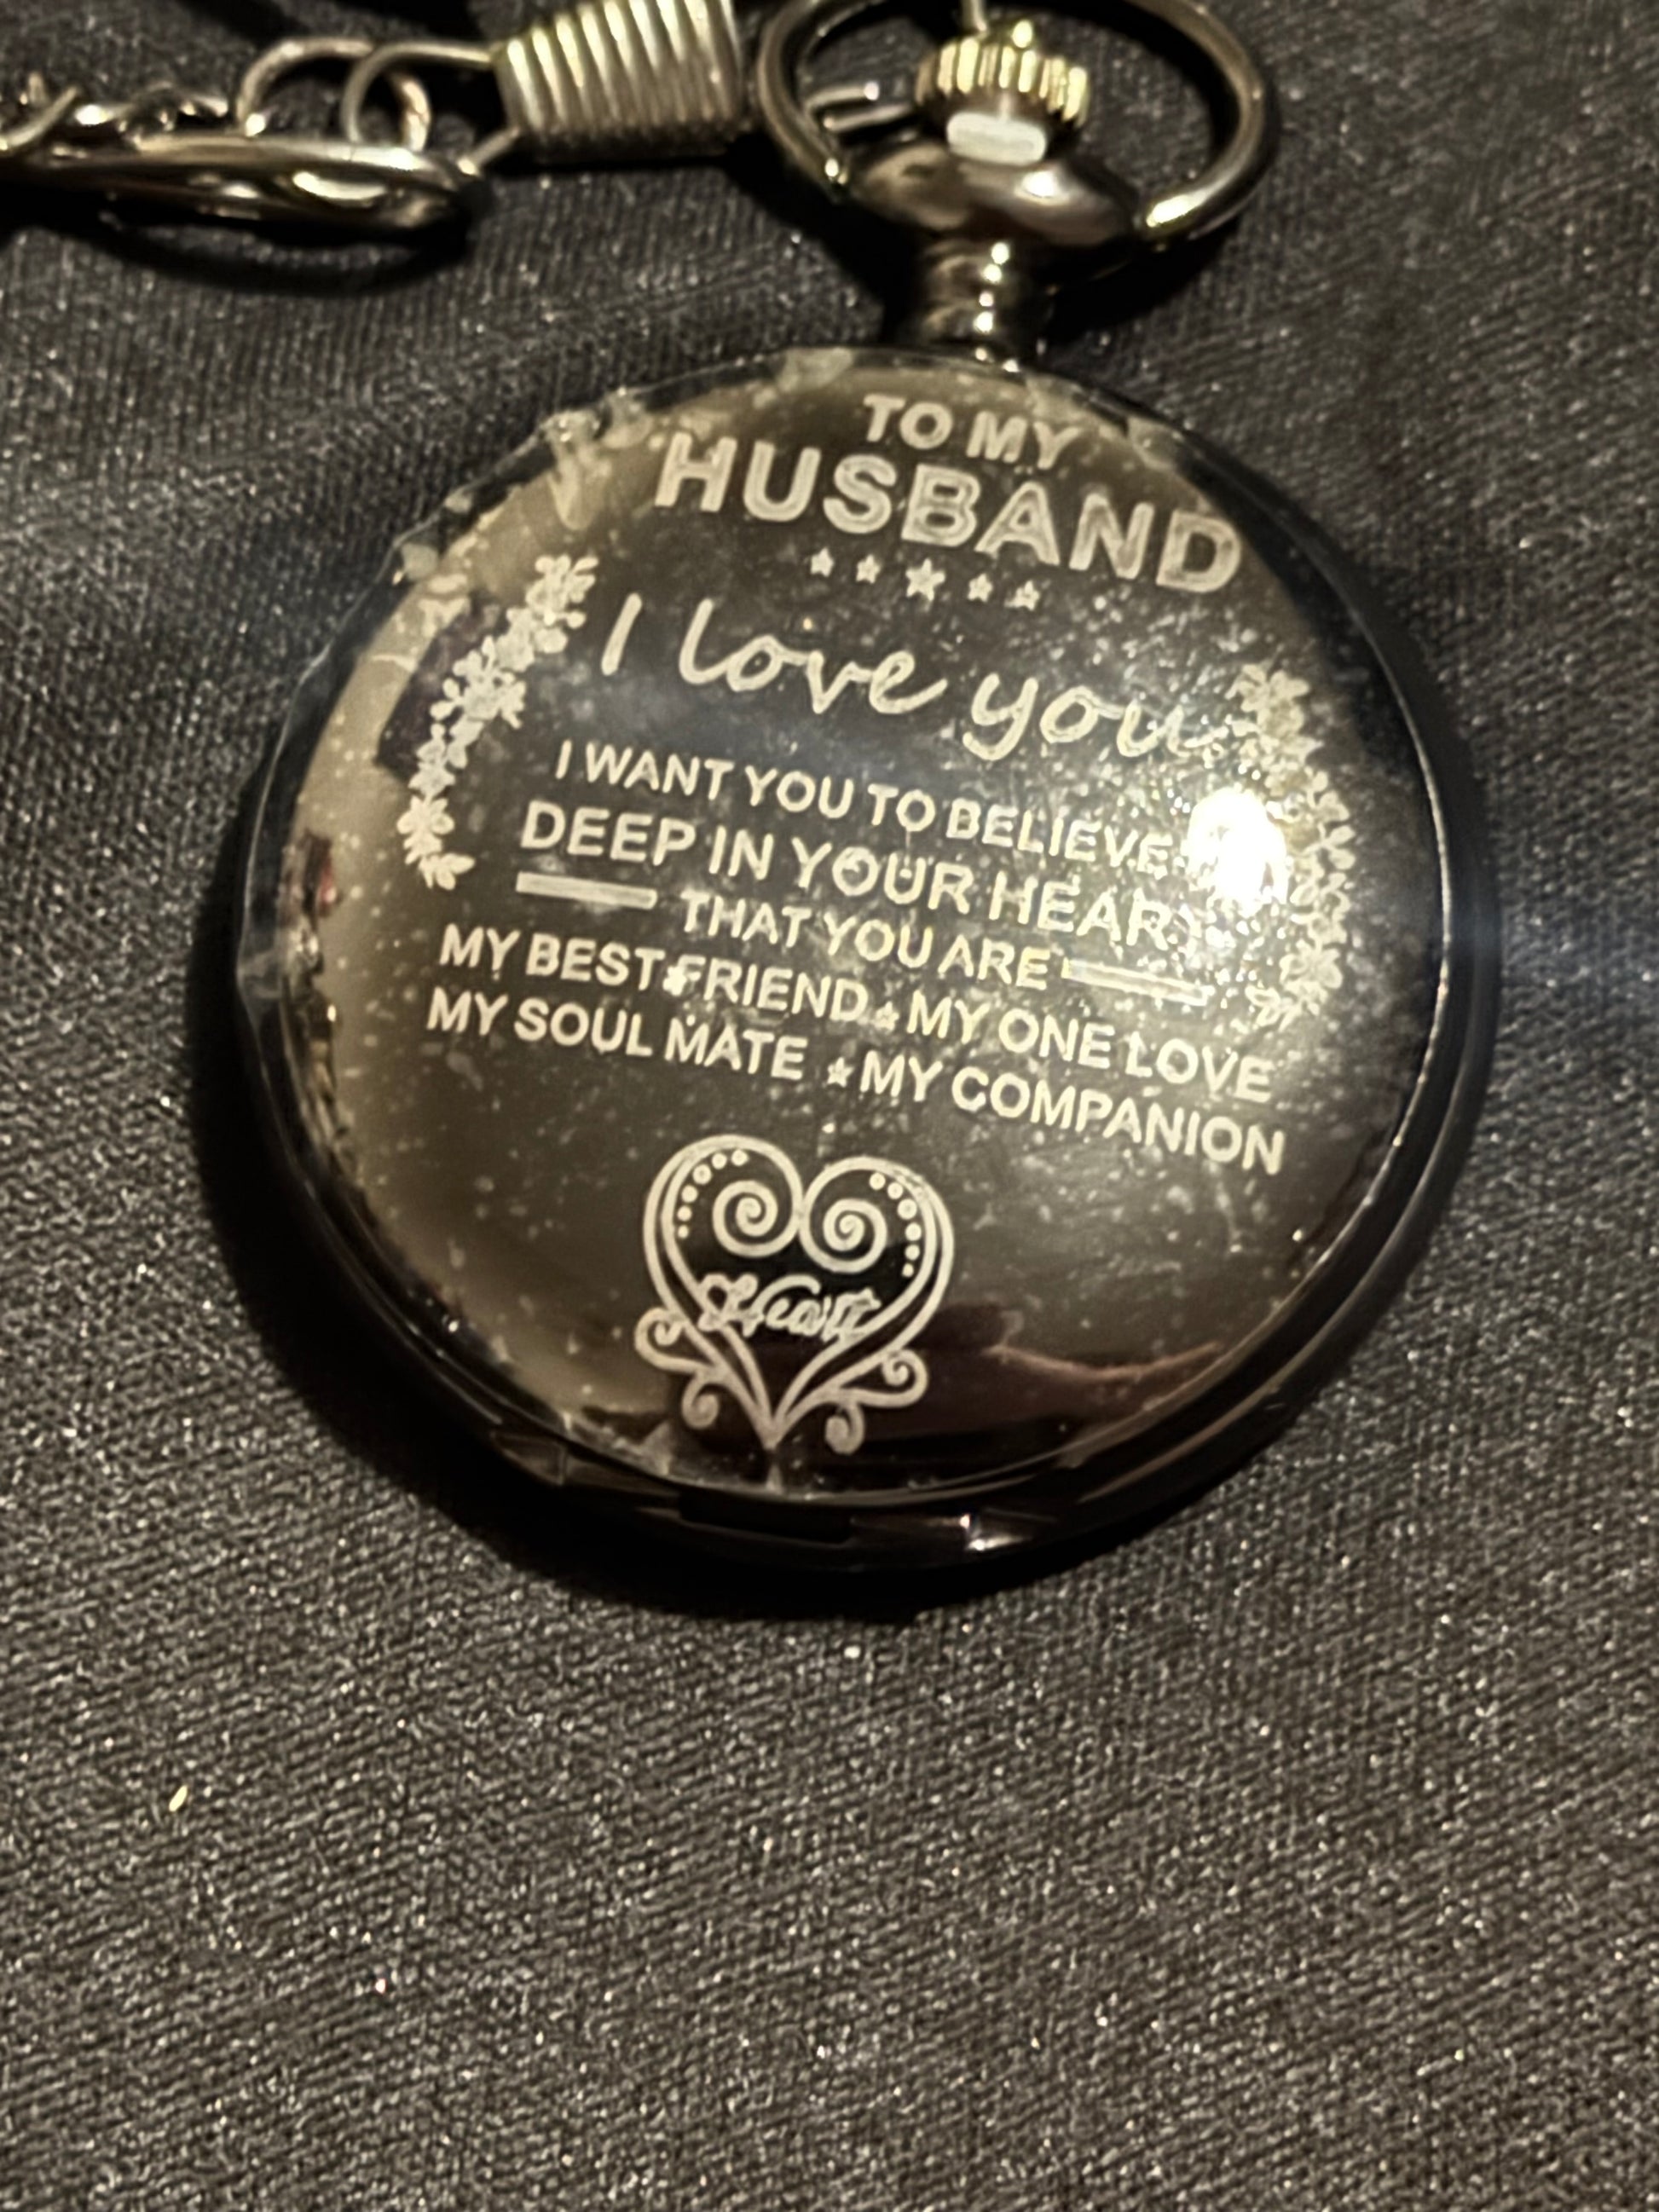 TO MY
HUSBAND
I love you
I WANT YOU TO BELIEVE
DEEP IN YOUR HEART
THAT YOU ARE
MY BEST FRIEND ★ MY ONE LOVE
MY SOUL MATE ★ MY COMPANION
Heart